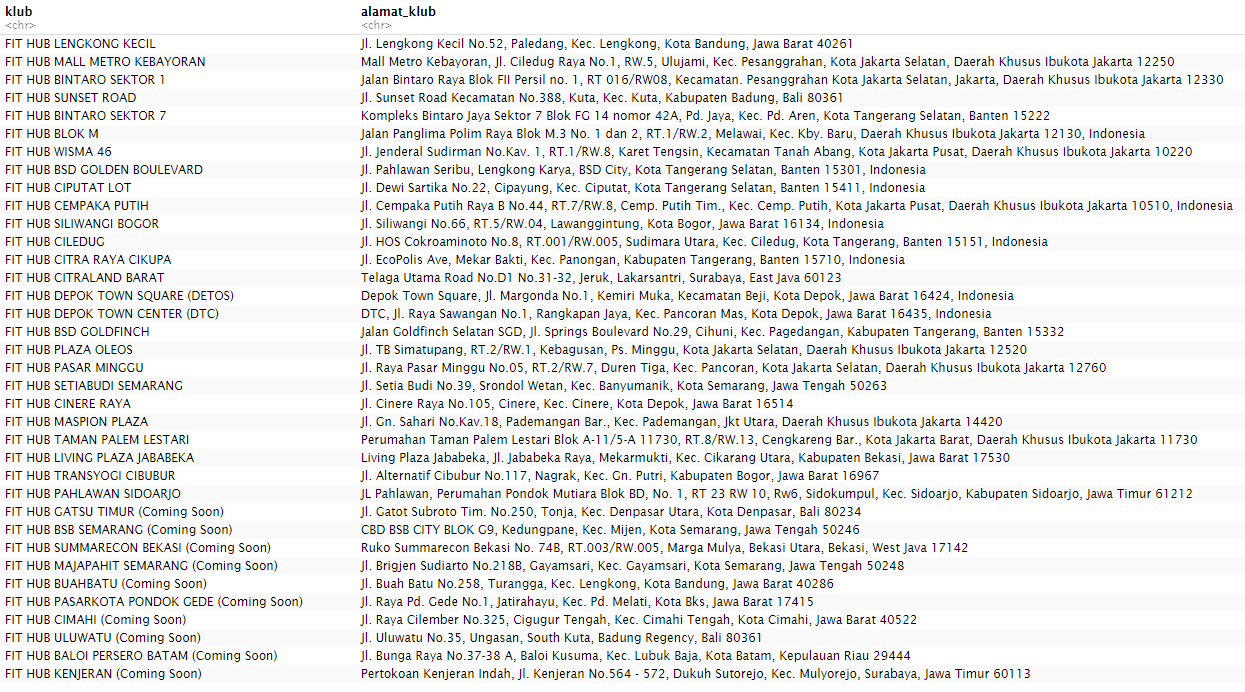 klub alamat_klub
<chr> <chr>
FIT HUB LENGKONG KECIL Jl. Lengkong Kecil No.52, Paledang, Kec. Lengkong, Kota Bandung, Jawa Barat 40261
FIT HUB MALL METRO KEBAYORAN Mall Metro Kebayoran, Jl. Ciledug Raya No.1, RW.5, Ulujami, Kec. Pesanggrahan, Kota Jakarta Selatan, Daerah Khusus Ibukota Jakarta 12250
FIT HUB BINTARO SEKTOR 1 Jalan Bintaro Raya Blok FII Persil no. 1, RT 016/RW08, Kecamatan. Pesanggrahan Kota Jakarta Selatan, Jakarta, Daerah Khusus Ibukota Jakarta 12330
FIT HUB SUNSET ROAD Jl. Sunset Road Kecamatan No.388, Kuta, Kec. Kuta, Kabupaten Badung, Bali 80361
FIT HUB BINTARO SEKTOR 7 Kompleks Bintaro Jaya Sektor 7 Blok FG 14 nomor 42A, Pd. Jaya, Kec. Pd. Aren, Kota Tangerang Selatan, Banten 15222
FIT HUB BLOK M Jalan Panglima Polim Raya Blok M.3 No. 1 dan 2, RT.1/RW.2, Melawai, Kec. Kby. Baru, Daerah Khusus Ibukota Jakarta 12130, Indonesia
FIT HUB WISMA 46 Jl. Jenderal Sudirman No.Kav. 1, RT.1/RW.8, Karet Tengsin, Kecamatan Tanah Abang, Kota Jakarta Pusat, Daerah Khusus Ibukota Jakarta 10220
FIT HUB BSD GOLDEN BOULEVARD Jl. Pahlawan Seribu, Lengkong Karya, BSD City, Kota Tangerang Selatan, Banten 15301, Indonesia
FIT HUB CIPUTAT LOT Jl. Dewi Sartika No.22, Cipayung, Kec. Ciputat, Kota Tangerang Selatan, Banten 15411, Indonesia
FIT HUB CEMPAKA PUTIH Jl. Cempaka Putih Raya B No.44, RT.7/RW.8, Cemp. Putih Tim., Kec. Cemp. Putih, Kota Jakarta Pusat, Daerah Khusus Ibukota Jakarta 10510, Indonesia
FIT HUB SILIWANGI BOGOR Jl. Siliwangi No.66, RT.5/RW.04, Lawanggintung, Kota Bogor, Jawa Barat 16134, Indonesia
FIT HUB CILEDUG Jl. HOS Cokroaminoto No.8, RT.001/RW.005, Sudimara Utara, Kec. Ciledug, Kota Tangerang, Banten 15151, Indonesia
FIT HUB CITRA RAYA CIKUPA Jl. EcoPolis Ave, Mekar Bakti, Kec. Panongan, Kabupaten Tangerang, Banten 15710, Indonesia
FIT HUB CITRALAND BARAT Telaga Utama Road No.D1 No.31-32, Jeruk, Lakarsantri, Surabaya, East Java 60123
FIT HUB DEPOK TOWN SQUARE (DETOS) Depok Town Square, Jl. Margonda No.1, Kemiri Muka, Kecamatan Beji, Kota Depok, Jawa Barat 16424, Indonesia
FIT HUB DEPOK TOWN CENTER (DTC) DTC, Jl. Raya Sawangan No.1, Rangkapan Jaya, Kec. Pancoran Mas, Kota Depok, Jawa Barat 16435, Indonesia
FIT HUB BSD GOLDFINCH Jalan Goldfinch Selatan SGD, Jl. Springs Boulevard No.29, Cihuni, Kec. Pagedangan, Kabupaten Tangerang, Banten 15332
FIT HUB PLAZA OLEOS Jl. TB Simatupang, RT.2/RW.1, Kebagusan, Ps. Minggu, Kota Jakarta Selatan, Daerah Khusus Ibukota Jakarta 12520
FIT HUB PASAR MINGGU Jl. Raya Pasar Minggu No.05, RT.2/RW.7, Duren Tiga, Kec. Pancoran, Kota Jakarta Selatan, Daerah Khusus Ibukota Jakarta 12760
FIT HUB SETIABUDI SEMARANG Jl. Setia Budi No.39, Srondol Wetan, Kec. Banyumanik, Kota Semarang, Jawa Tengah 50263
FIT HUB CINERE RAYA Jl. Cinere Raya No.105, Cinere, Kec. Cinere, Kota Depok, Jawa Barat 16514
FIT HUB MASPION PLAZA Jl. Gn. Sahari No.Kav.18, Pademangan Bar., Kec. Pademangan, Jkt Utara, Daerah Khusus Ibukota Jakarta 14420
FIT HUB TAMAN PALEM LESTARI Perumahan Taman Palem Lestari Blok A-11/5-A 11730, RT.8/RW.13, Cengkareng Bar., Kota Jakarta Barat, Daerah Khusus Ibukota Jakarta 11730
FIT HUB LIVING PLAZA JABABEKA Living Plaza Jababeka, Jl. Jababeka Raya, Mekarmukti, Kec. Cikarang Utara, Kabupaten Bekasi, Jawa Barat 17530
FIT HUB TRANSYOGI CIBUBUR Jl. Alternatif Cibubur No.117, Nagrak, Kec. Gn. Putri, Kabupaten Bogor, Jawa Barat 16967
FIT HUB PAHLAWAN SIDOARJO JL Pahlawan, Perumahan Pondok Mutiara Blok BD, No. 1, RT 23 RW 10, Rw6, Sidokumpul, Kec. Sidoarjo, Kabupaten Sidoarjo, Jawa Timur 61212
FIT HUB GATSU TIMUR (Coming Soon) Jl. Gatot Subroto Tim. No.250, Tonja, Kec. Denpasar Utara, Kota Denpasar, Bali 80234
FIT HUB BSB SEMARANG (Coming Soon) CBD BSB CITY BLOK G9, Kedungpane, Kec. Mijen, Kota Semarang, Jawa Tengah 50246
FIT HUB SUMMARECON BEKASI (Coming Soon) Ruko Summarecon Bekasi No. 74B, RT.003/RW.005, Marga Mulya, Bekasi Utara, Bekasi, West Java 17142
FIT HUB MAJAPAHIT SEMARANG (Coming Soon) Jl. Brigjen Sudiarto No.218B, Gayamsari, Kec. Gayamsari, Kota Semarang, Jawa Tengah 50248
FIT HUB BUAHBATU (Coming Soon) Jl. Buah Batu No.258, Turangga, Kec. Lengkong, Kota Bandung, Jawa Barat 40286
FIT HUB PASARKOTA PONDOK GEDE (Coming Soon) Jl. Raya Pd. Gede No.1, Jatirahayu, Kec. Pd. Melati, Kota Bks, Jawa Barat 17415
FIT HUB CIMAHI (Coming Soon) Jl. Raya Cilember No.325, Cigugur Tengah, Kec. Cimahi Tengah, Kota Cimahi, Jawa Barat 40522
FIT HUB ULUWATU (Coming Soon) Jl. Uluwatu No.35, Ungasan, South Kuta, Badung Regency, Bali 80361
FIT HUB BALOI PERSERO BATAM (Coming Soon) Jl. Bunga Raya No.37-38 A, Baloi Kusuma, Kec. Lubuk Baja, Kota Batam, Kepulauan Riau 29444
FIT HUB KENJERAN (Coming Soon) Pertokoan Kenjeran Indah, Jl. Kenjeran No.564 - 572, Dukuh Sutorejo, Kec. Mulyorejo, Surabaya, Jawa Timur 60113